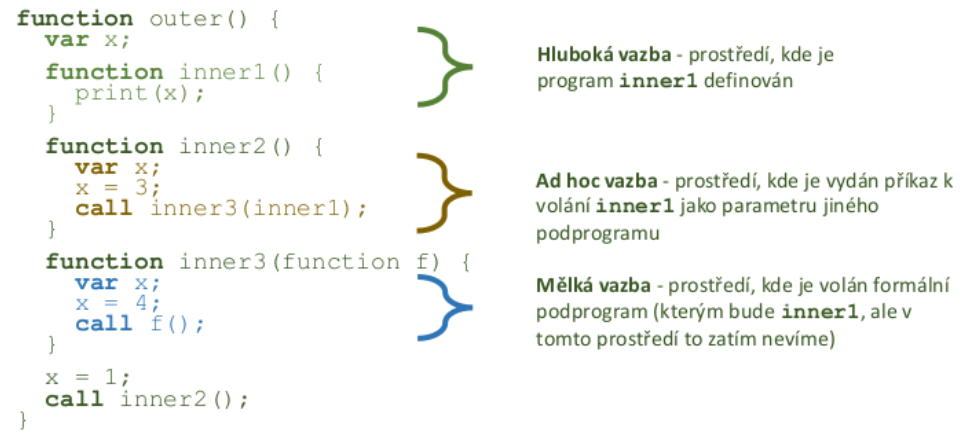 function outer() {
  var x;
  function inner1() {
    print(x);
  }
  function inner2() {
    var x;
    x = 3;
    call inner3(inner1);
  }
  function inner3(function f) {
    var x;
    x = 4;
    call f();
  }
  x = 1;
  call inner2();
}
Hluboká vazba - prostředí, kde je
program inner1 definován
Ad hoc vazba - prostředí, kde je vydán příkaz k
volání inner1 jako parametru jiného
podprogramu
Mělká vazba - prostředí, kde je volán formální
podprogram (kterým bude inner1, ale v
tomto prostředí to zatím nevíme)